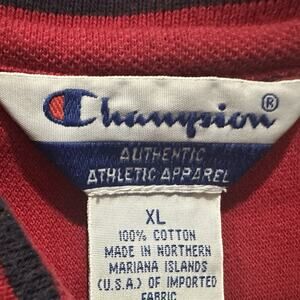 Champion®
AUTHENTIC
ATHLETIC APPAREL
XL
100% COTTON
MADE IN NORTHERN
MARIANA ISLANDS
(U.S.A.) OF IMPORTED
FABRIC